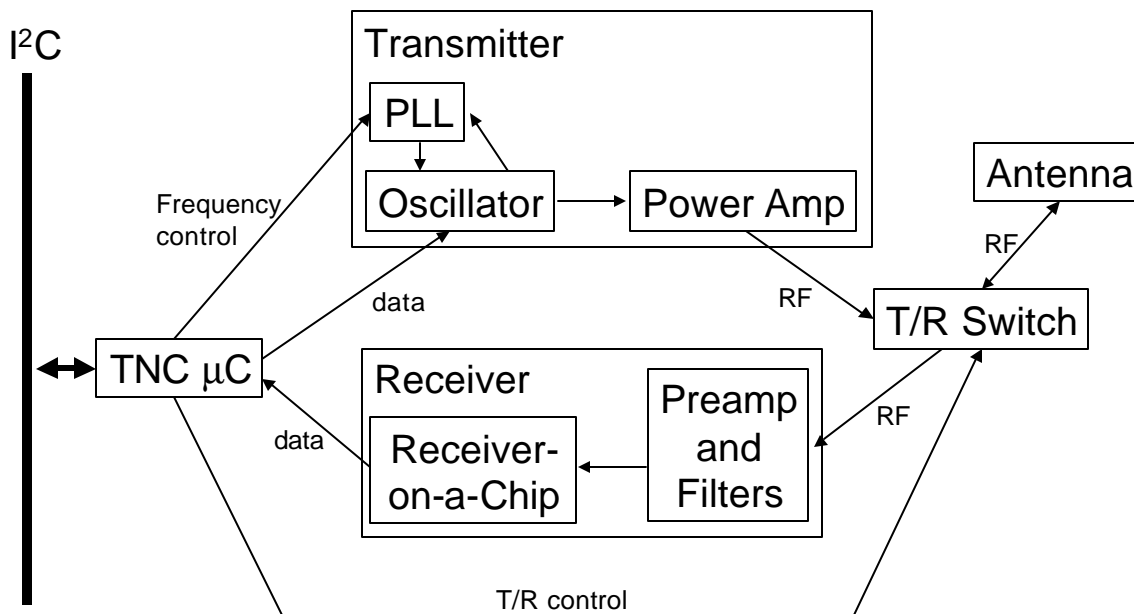 I²C
Transmitter
PLL
Oscillator
Power Amp
Antenna
Frequency
control
RF
data
RF
T/R Switch
TNC μC
Receiver
Preamp
and
Filters
RF
data
Receiver-
on-a-Chip
T/R control